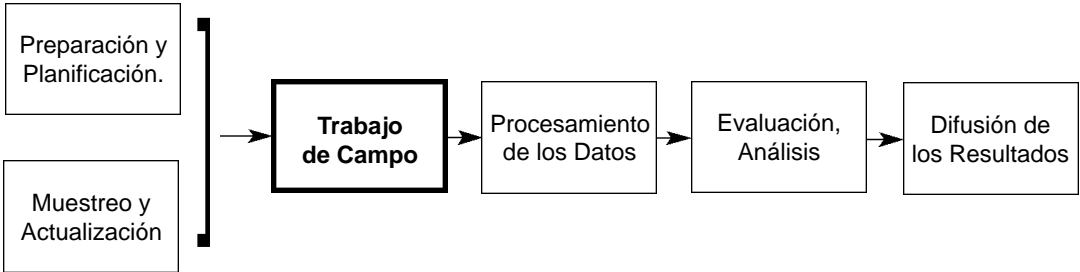 Preparación y
Planificación.
Muestreo y
Actualización
Trabajo
de Campo
Procesamiento
de los Datos
Evaluación,
Análisis
Difusión de
los Resultados